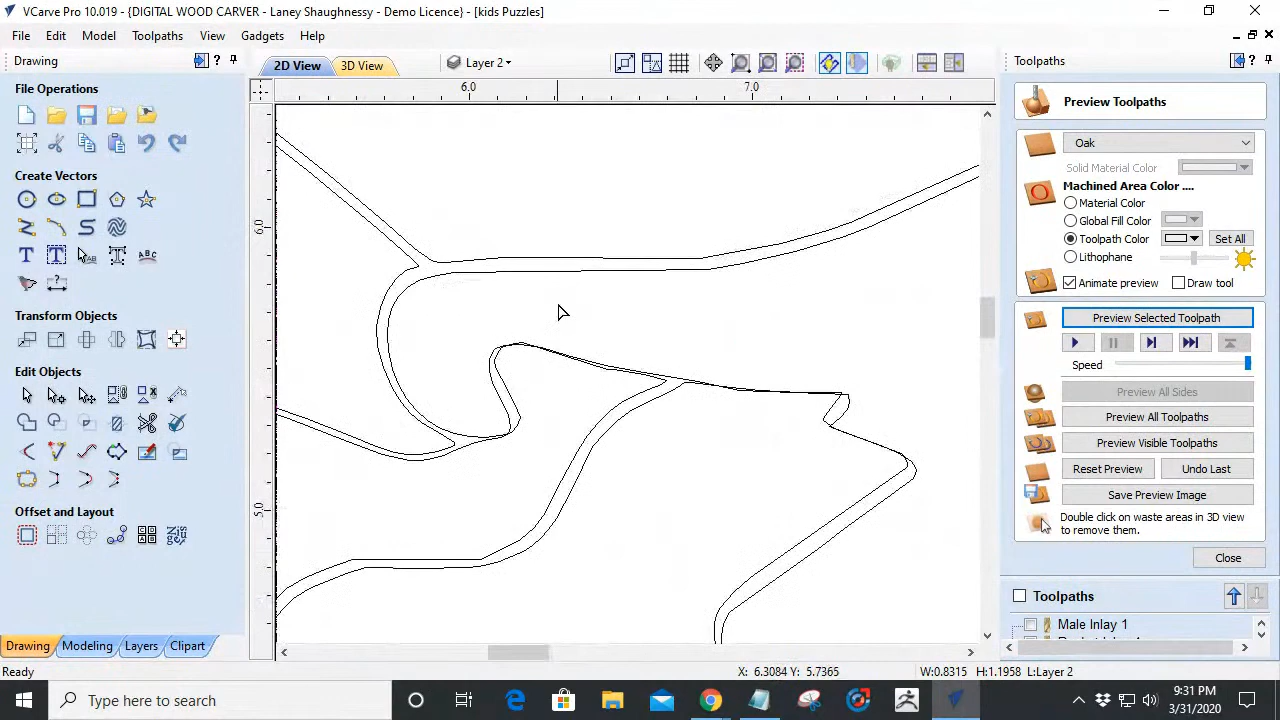 VCarve Pro 10.019 - {DIGITAL WOOD CARVER - Laney Shaughnessy - Demo Licence} - [kids Puzzles]
File Edit Model Toolpaths View Gadgets Help
Drawing
2D View 3D View Layer 2
Toolpaths
File Operations
Create Vectors
Transform Objects
Edit Objects
Offset and Layout
Drawing Modeling Layers Clipart
6.0 7.0
6.0
5.0
Preview Toolpaths
Oak
Solid Material Color
Machined Area Color ....
Material Color
Global Fill Color
Toolpath Color Set All
Lithophane
Animate preview Draw tool
Preview Selected Toolpath
Speed
Preview All Sides
Preview All Toolpaths
Preview Visible Toolpaths
Reset Preview Undo Last
Save Preview Image
Double click on waste areas in 3D view
to remove them.
Close
Toolpaths
Male Inlay 1
Ready X: 6.3084 Y: 5.7365 W:0.8315 H:1.1958 L:Layer 2
Type here to search
9:31 PM
3/31/2020